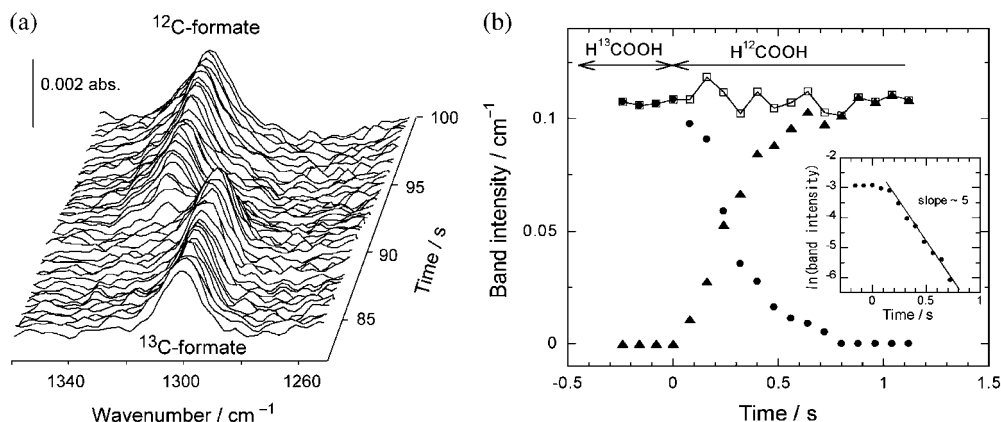 (a)
¹²C-formate
0.002 abs.
100
95
90
85
Time / s
¹³C-formate
1340
1300
1260
Wavenumber / cm⁻¹
(b)
H¹³COOH
H¹²COOH
0.1
0.05
0
Band intensity / cm⁻¹
-0.5
0
0.5
1
1.5
Time / s
ln(band intensity)
-2
-3
-4
-5
-6
slope ~ 5
0
0.5
1
Time / s